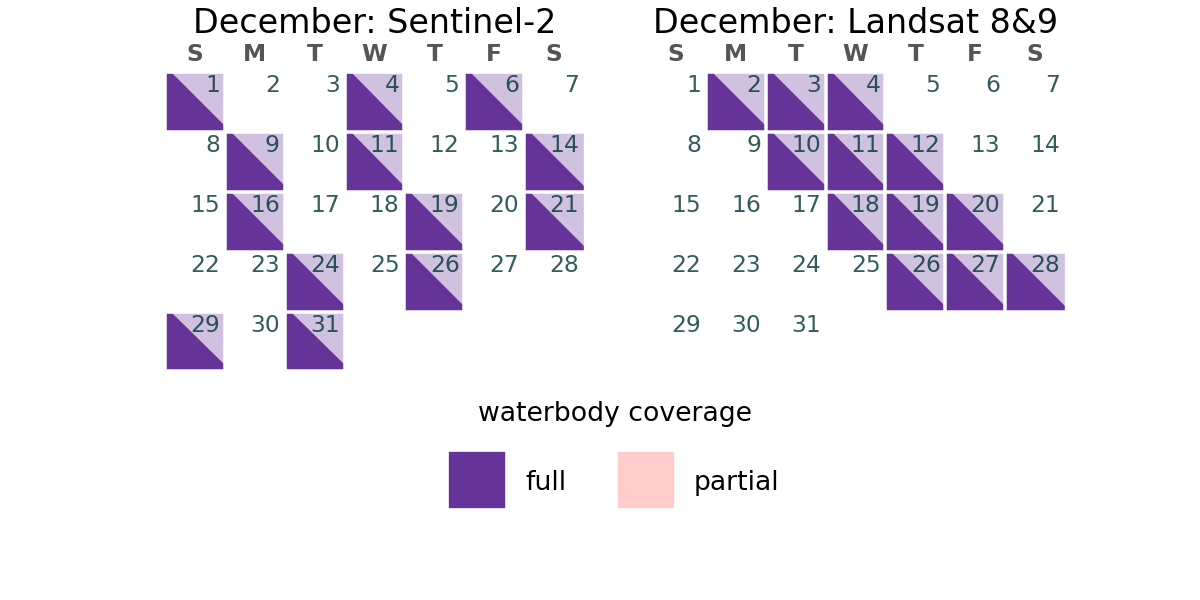 December: Sentinel-2
S M T W T F S
1 2 3 4 5 6 7
8 9 10 11 12 13 14
15 16 17 18 19 20 21
22 23 24 25 26 27 28
29 30 31
December: Landsat 8&9
S M T W T F S
1 2 3 4 5 6 7
8 9 10 11 12 13 14
15 16 17 18 19 20 21
22 23 24 25 26 27 28
29 30 31
waterbody coverage
full partial